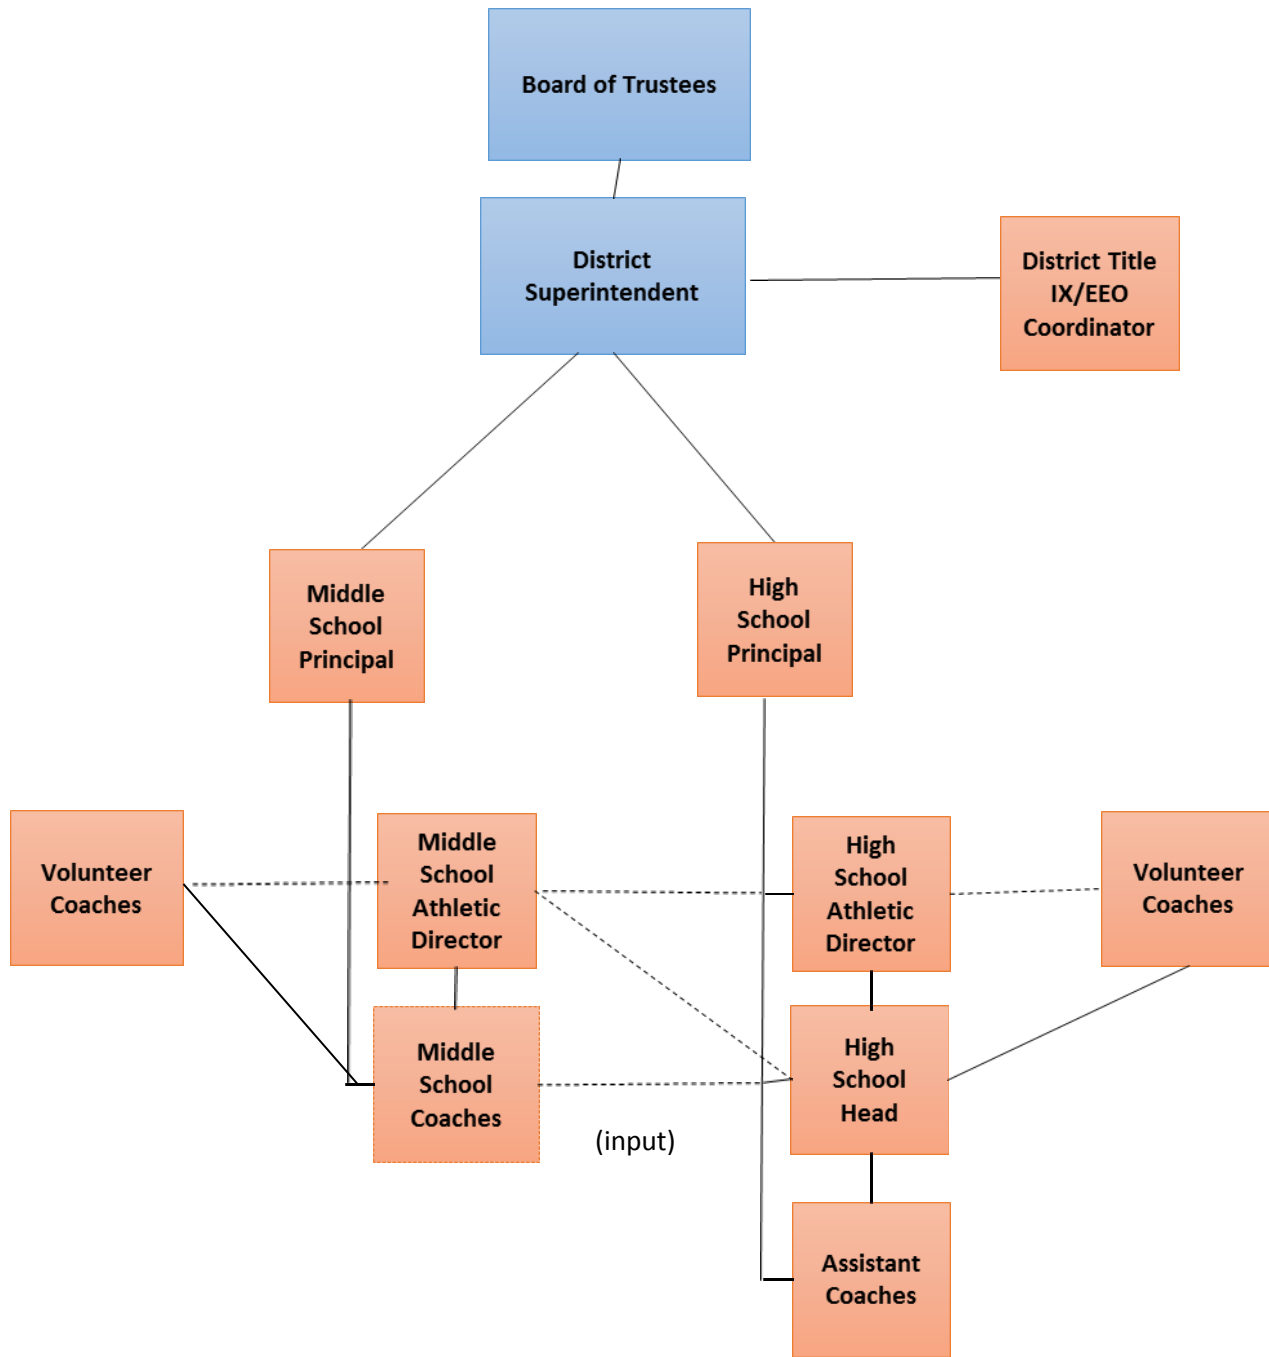 Board of Trustees
District
Superintendent
District Title
IX/EEO
Coordinator
Middle
School
Principal
High
School
Principal
Volunteer
Coaches
Middle
School
Athletic
Director
High
School
Athletic
Director
Volunteer
Coaches
Middle
School
Coaches
(input)
High
School
Head
Assistant
Coaches